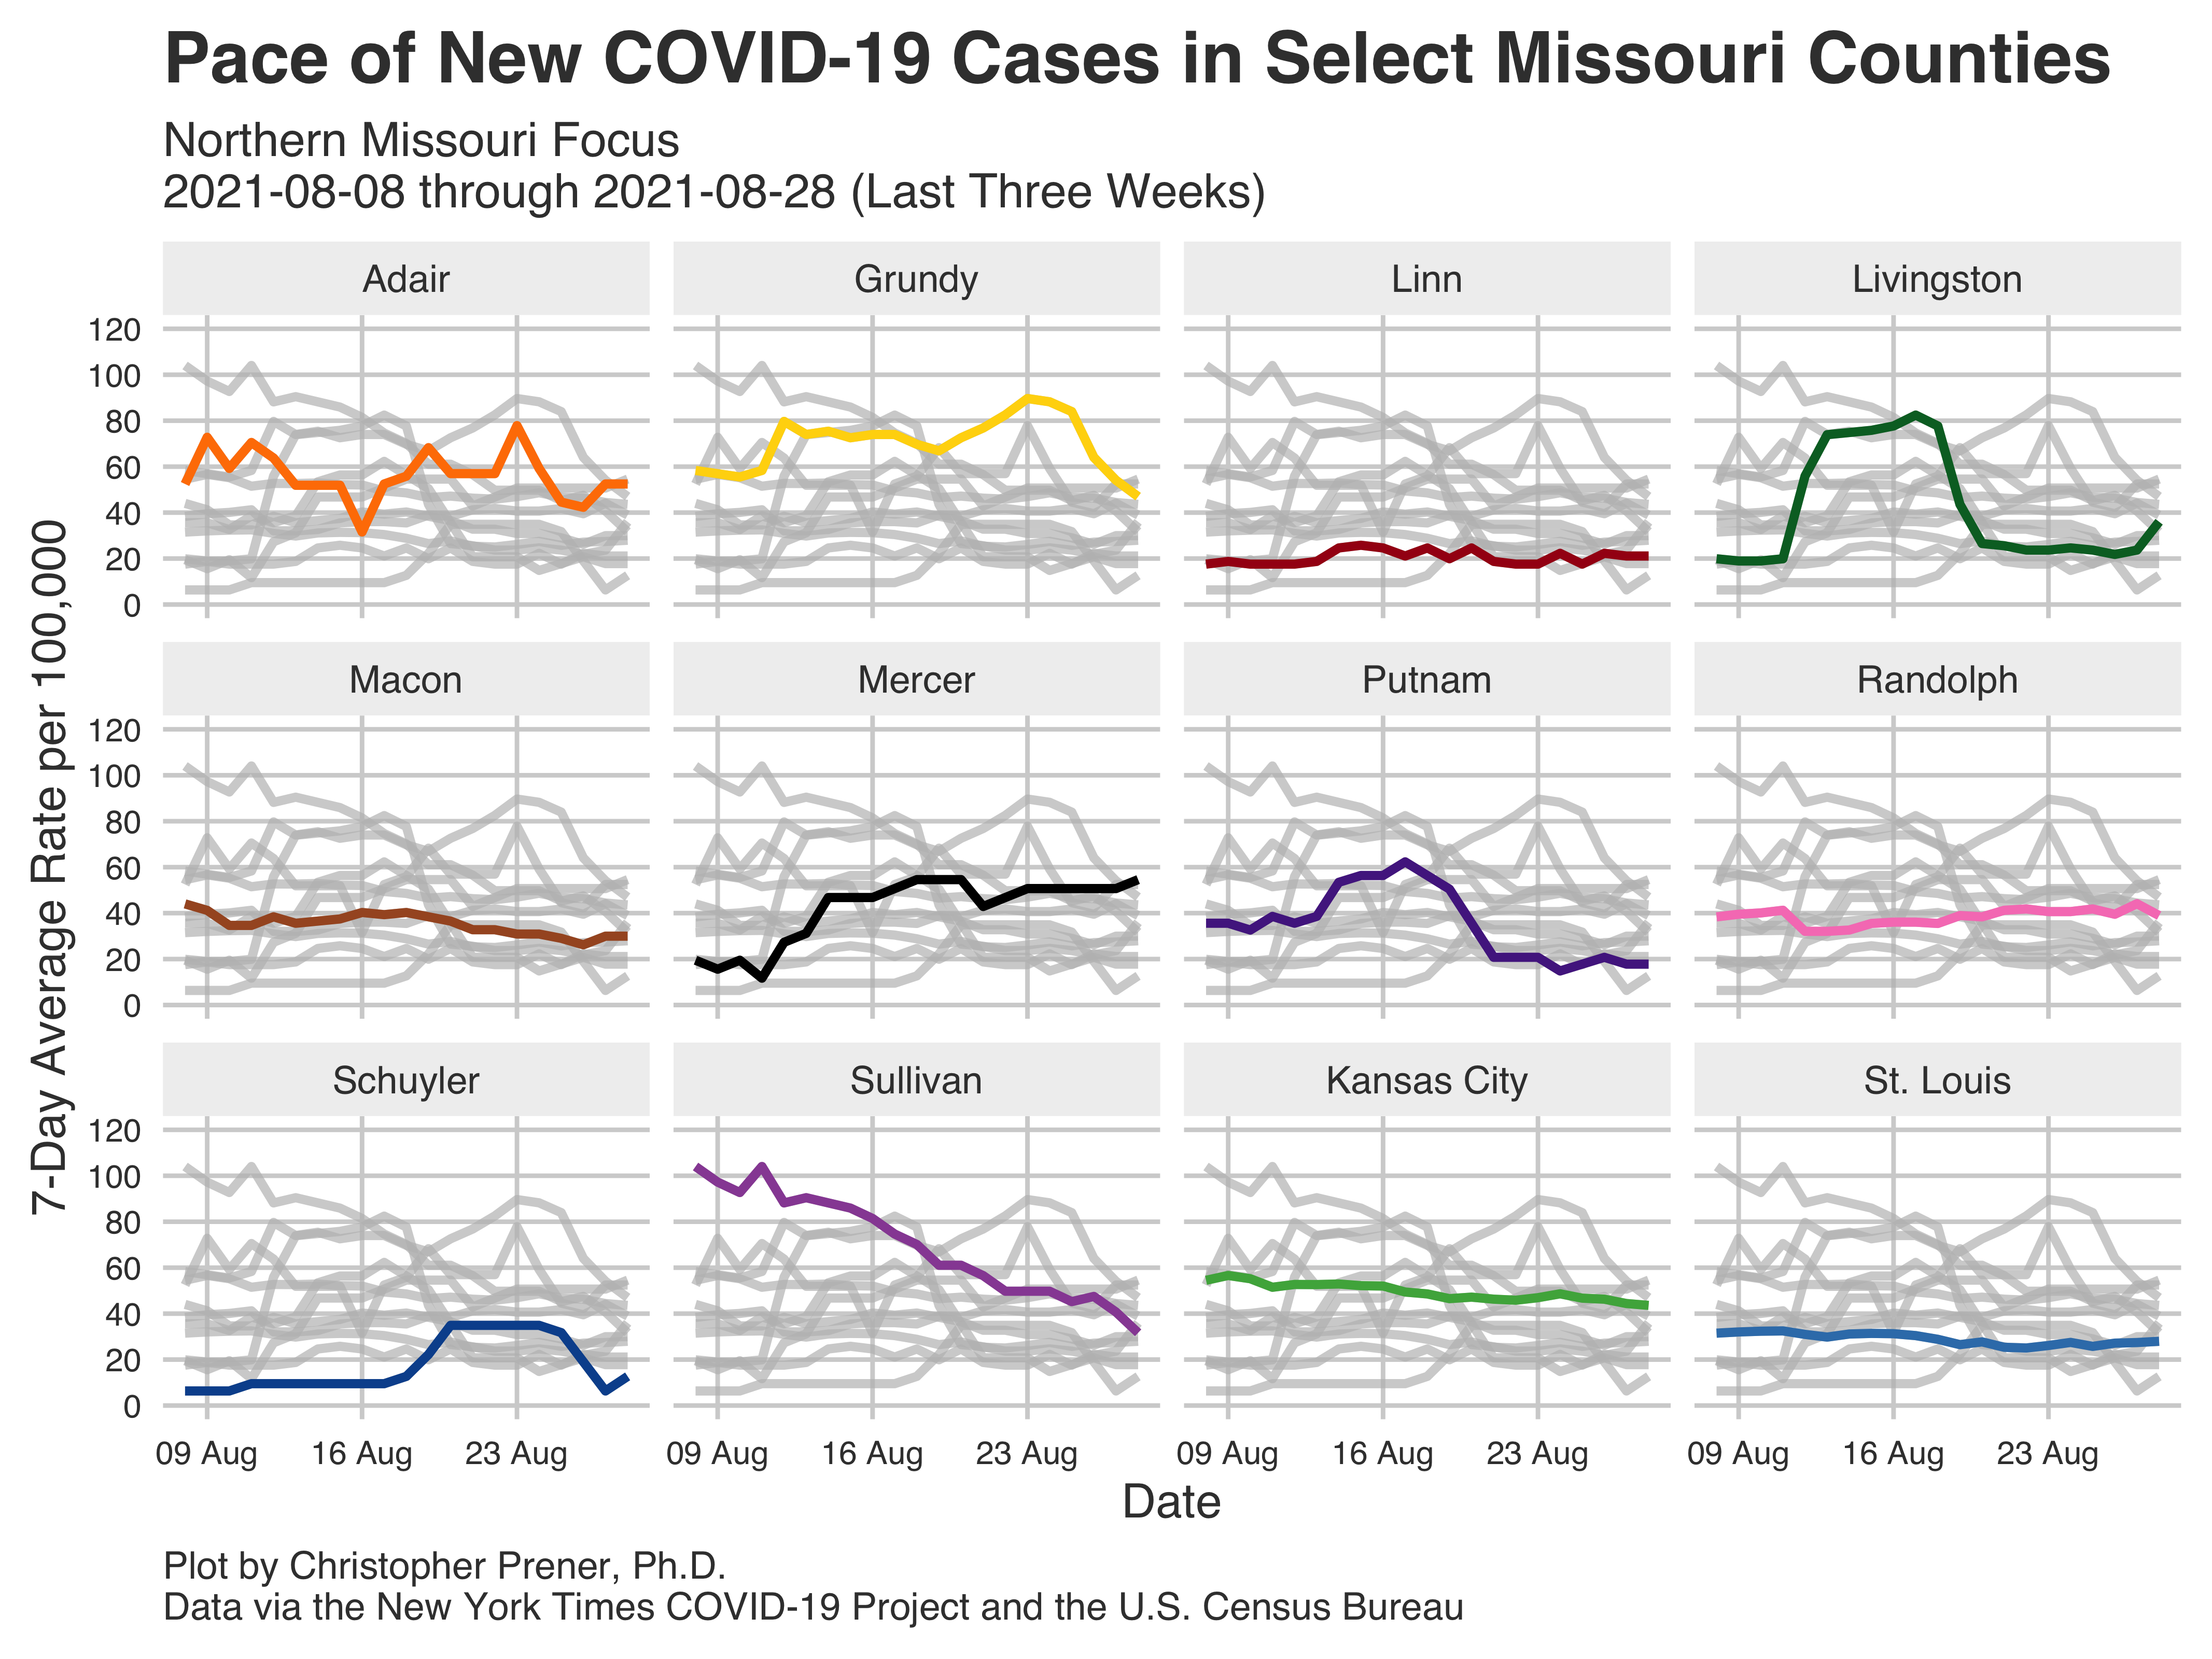 Pace of New COVID-19 Cases in Select Missouri Counties
Northern Missouri Focus
2021-08-08 through 2021-08-28 (Last Three Weeks)
Adair
Grundy
Linn
Livingston
120
100
80
60
40
20
0
Macon
Mercer
Putnam
Randolph
120
100
80
60
40
20
0
Schuyler
Sullivan
Kansas City
St. Louis
120
100
80
60
40
20
0
7-Day Average Rate per 100,000
09 Aug 16 Aug 23 Aug
09 Aug 16 Aug 23 Aug
09 Aug 16 Aug 23 Aug
09 Aug 16 Aug 23 Aug
Date
Plot by Christopher Prener, Ph.D.
Data via the New York Times COVID-19 Project and the U.S. Census Bureau